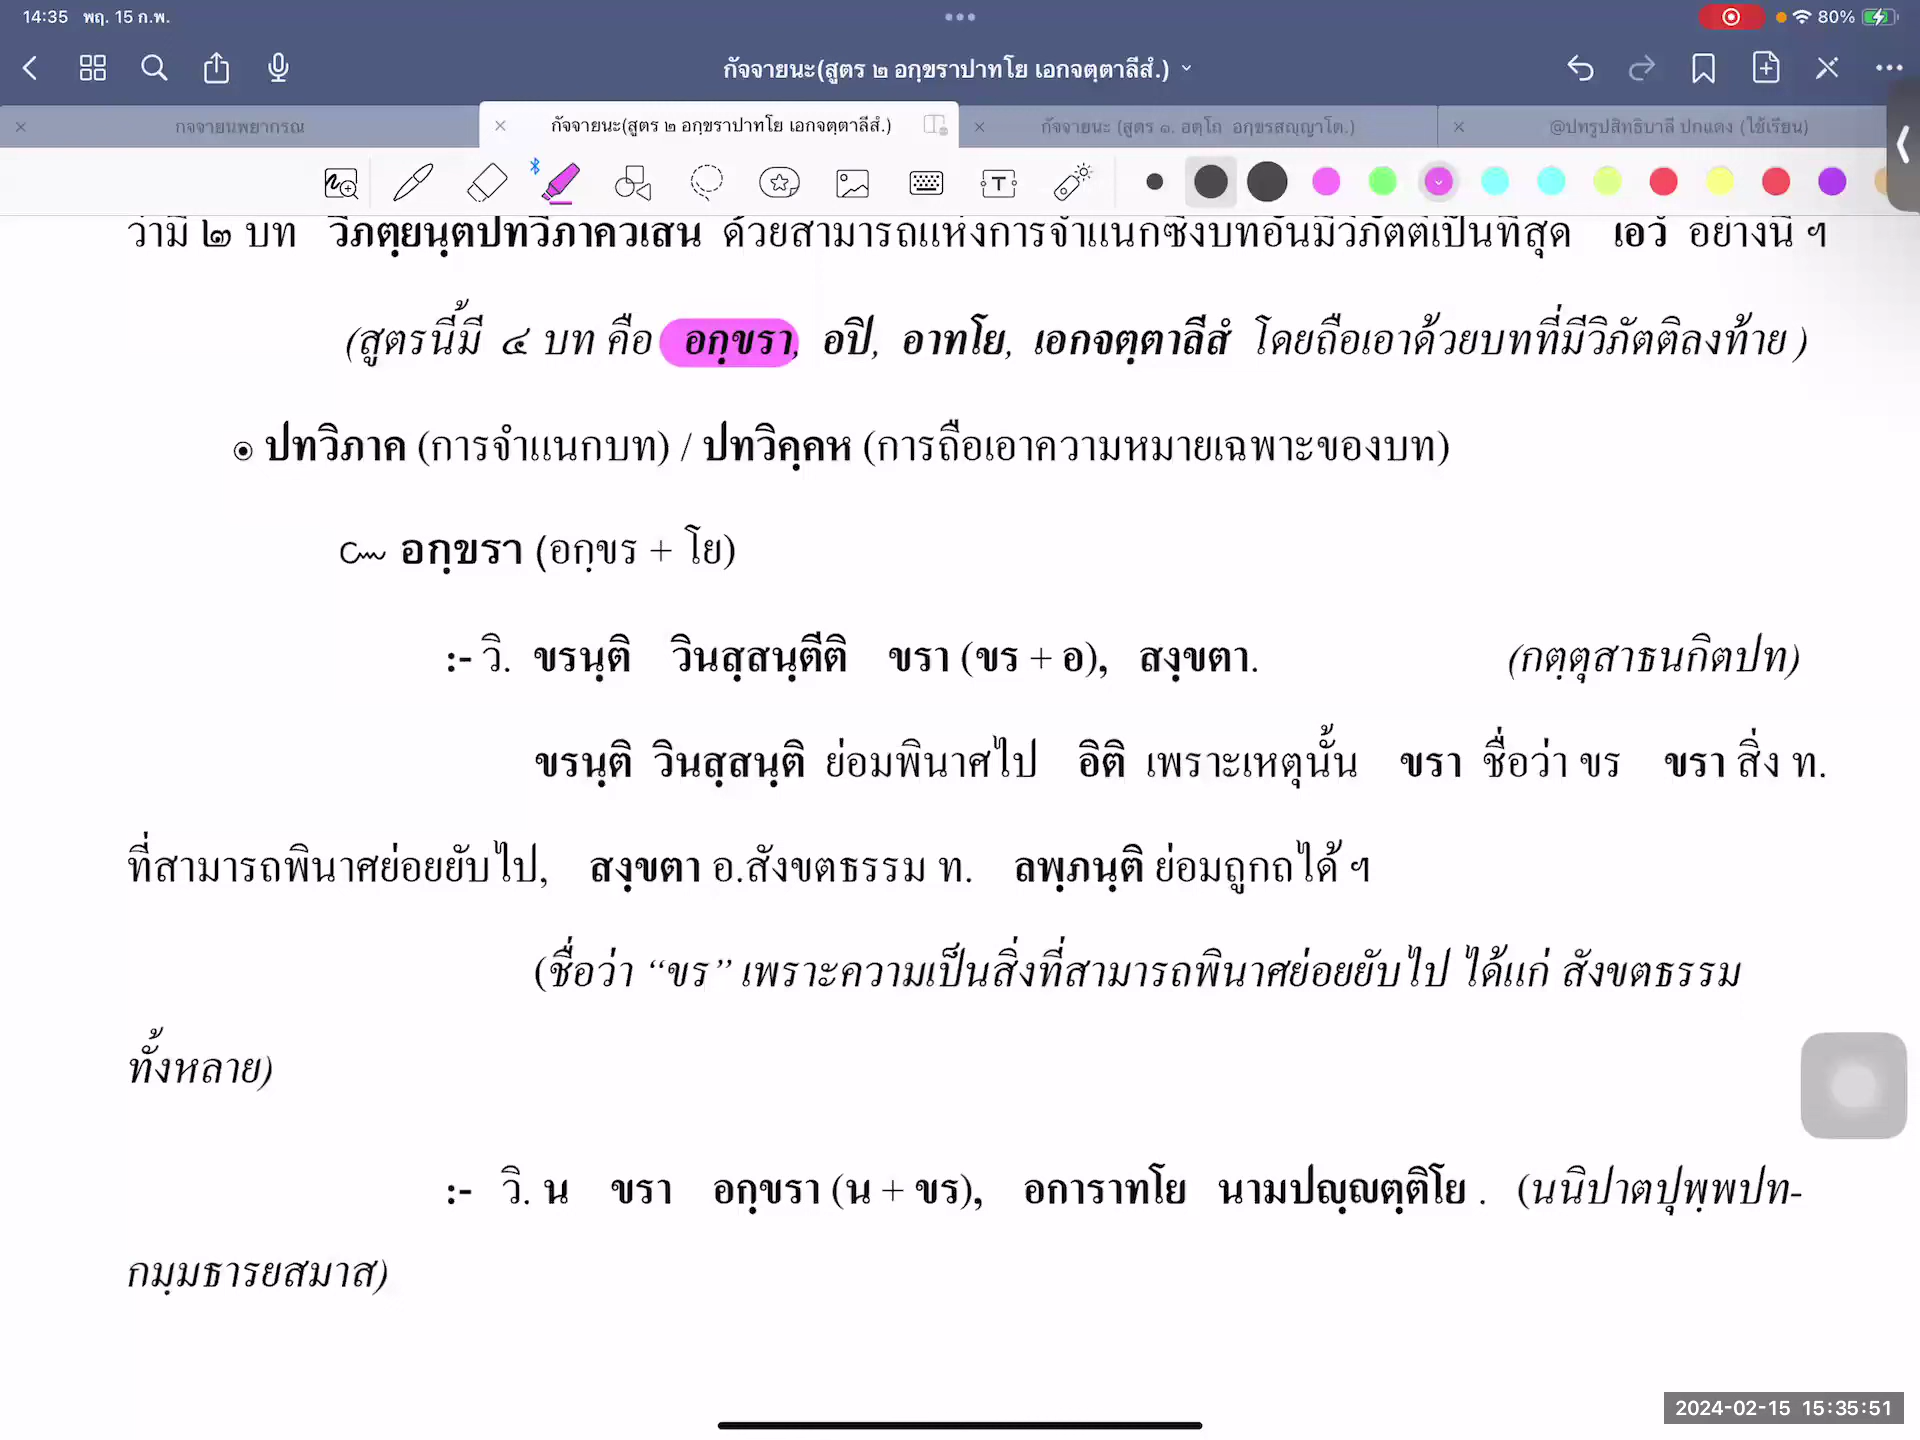 14:35 พฤ. 15 ก.พ.
80%
กัจจายนะ(สูตร ๒ อกฺขราปาทโย เอกจตฺตาลีสํ.)
กจจายนพยากรณ
กัจจายนะ(สูตร ๒ อกฺขราปาทโย เอกจตฺตาลีสํ.)
กัจจายนะ (สูตร ๑. อตฺโถ อกฺขรสญฺญาโต.)
@ปทรูปสิทธิบาลี ปกแดง (ใช้เรียน)
ว่ามี ๒ บท วิภตฺยนฺตปทวิภาควเสน ด้วยสามารถแห่งการจำแนกซึ่งบทอันมีวิภัตติเป็นที่สุด เอวํ อย่างนี้ ฯ
(สูตรนี้มี ๔ บท คือ อกฺขรา, อปิ, อาทโย, เอกจตฺตาลีสํ โดยถือเอาด้วยบทที่มีวิภัตติลงท้าย )
๏ ปทวิภาค (การจำแนกบท) / ปทวิคฺคห (การถือเอาความหมายเฉพาะของบท)
อกฺขรา (อกฺขร + โย)
:- วิ. ขรนฺติ วินสฺสนฺตีติ ขรา (ขร + อ), สงฺขตา. (กตฺตุสาธนกิตปท)
ขรนฺติ วินสฺสนฺติ ย่อมพินาศไป อิติ เพราะเหตุนั้น ขรา ชื่อว่า ขร ขรา สิ่ง ท.
ที่สามารถพินาศย่อยยับไป, สงฺขตา อ.สังขตธรรม ท. ลพฺภนฺติ ย่อมถูกถได้ ฯ
(ชื่อว่า “ขร” เพราะความเป็นสิ่งที่สามารถพินาศย่อยยับไป ได้แก่ สังขตธรรม
ทั้งหลาย)
:- วิ. น ขรา อกฺขรา (น + ขร), อการาทโย นามปญฺญตฺติโย . (นนิปาตปุพฺพปท-
กมฺมธารยสมาส)
2024-02-15 15:35:51